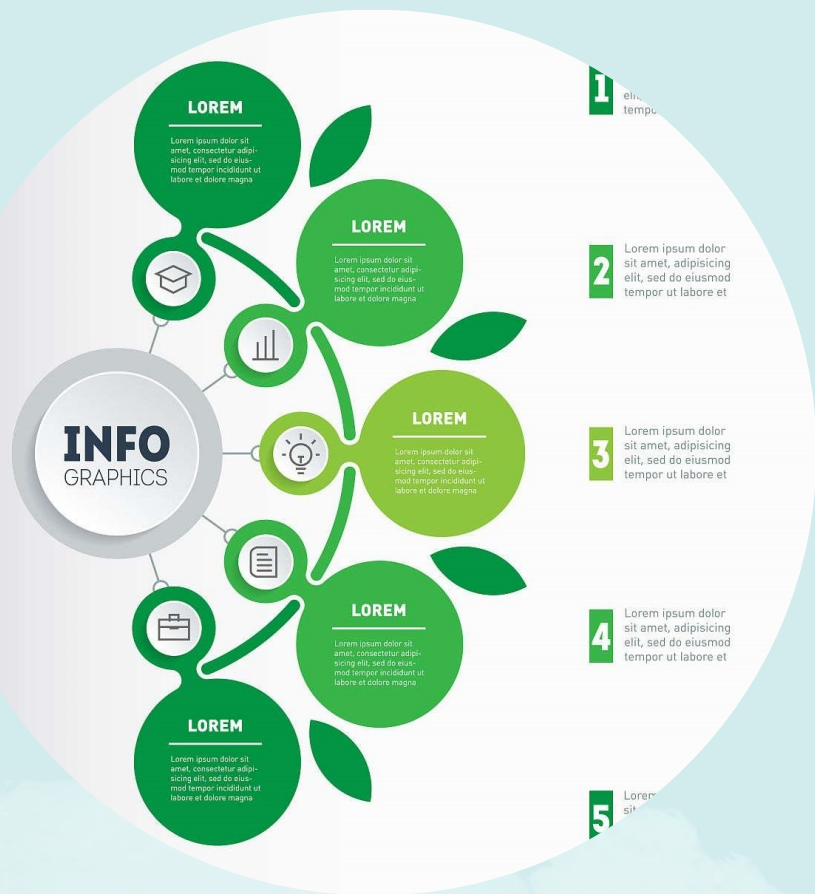 LOREM
Lorem ipsum dolor sit
amet, consectetur adipi-
sicing elit, sed do eius-
mod tempor incididunt ut
labore et dolore magna
LOREM
Lorem ipsum dolor sit
amet, consectetur adipi-
sicing elit, sed do eius-
mod tempor incididunt ut
labore et dolore magna
INFO
GRAPHICS
LOREM
Lorem ipsum dolor sit
amet, consectetur adipi-
sicing elit, sed do eius-
mod tempor incididunt ut
labore et dolore magna
LOREM
Lorem ipsum dolor sit
amet, consectetur adipi-
sicing elit, sed do eius-
mod tempor incididunt ut
labore et dolore magna
LOREM
Lorem ipsum dolor sit
amet, consectetur adipi-
sicing elit, sed do eius-
mod tempor incididunt ut
labore et dolore magna
1
2
Lorem ipsum dolor
sit amet, adipisicing
elit, sed do eiusmod
tempor ut labore et
3
Lorem ipsum dolor
sit amet, adipisicing
elit, sed do eiusmod
tempor ut labore et
4
Lorem ipsum dolor
sit amet, adipisicing
elit, sed do eiusmod
tempor ut labore et
5